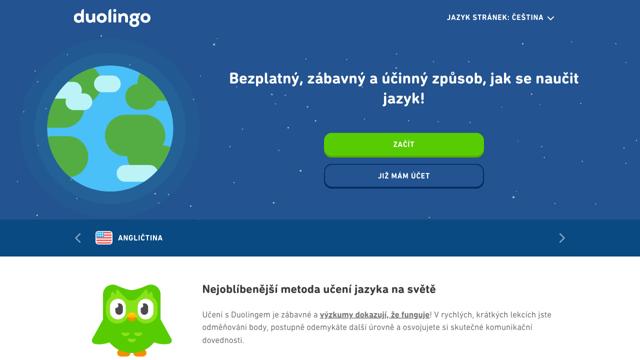 duolingo
JAZYK STRÁNEK: ČEŠTINA
Bezplatný, zábavný a účinný způsob, jak se naučit
jazyk!
ZAČÍT
JIŽ MÁM ÚČET
ANGLIČTINA
Nejoblíbenější metoda učení jazyka na světě
Učení s Duolingem je zábavné a výzkumy dokazují, že funguje! V rychlých, krátkých lekcích jste
odměňováni body, postupně odemykáte další úrovně a osvojujete si skutečné komunikační
dovednosti.